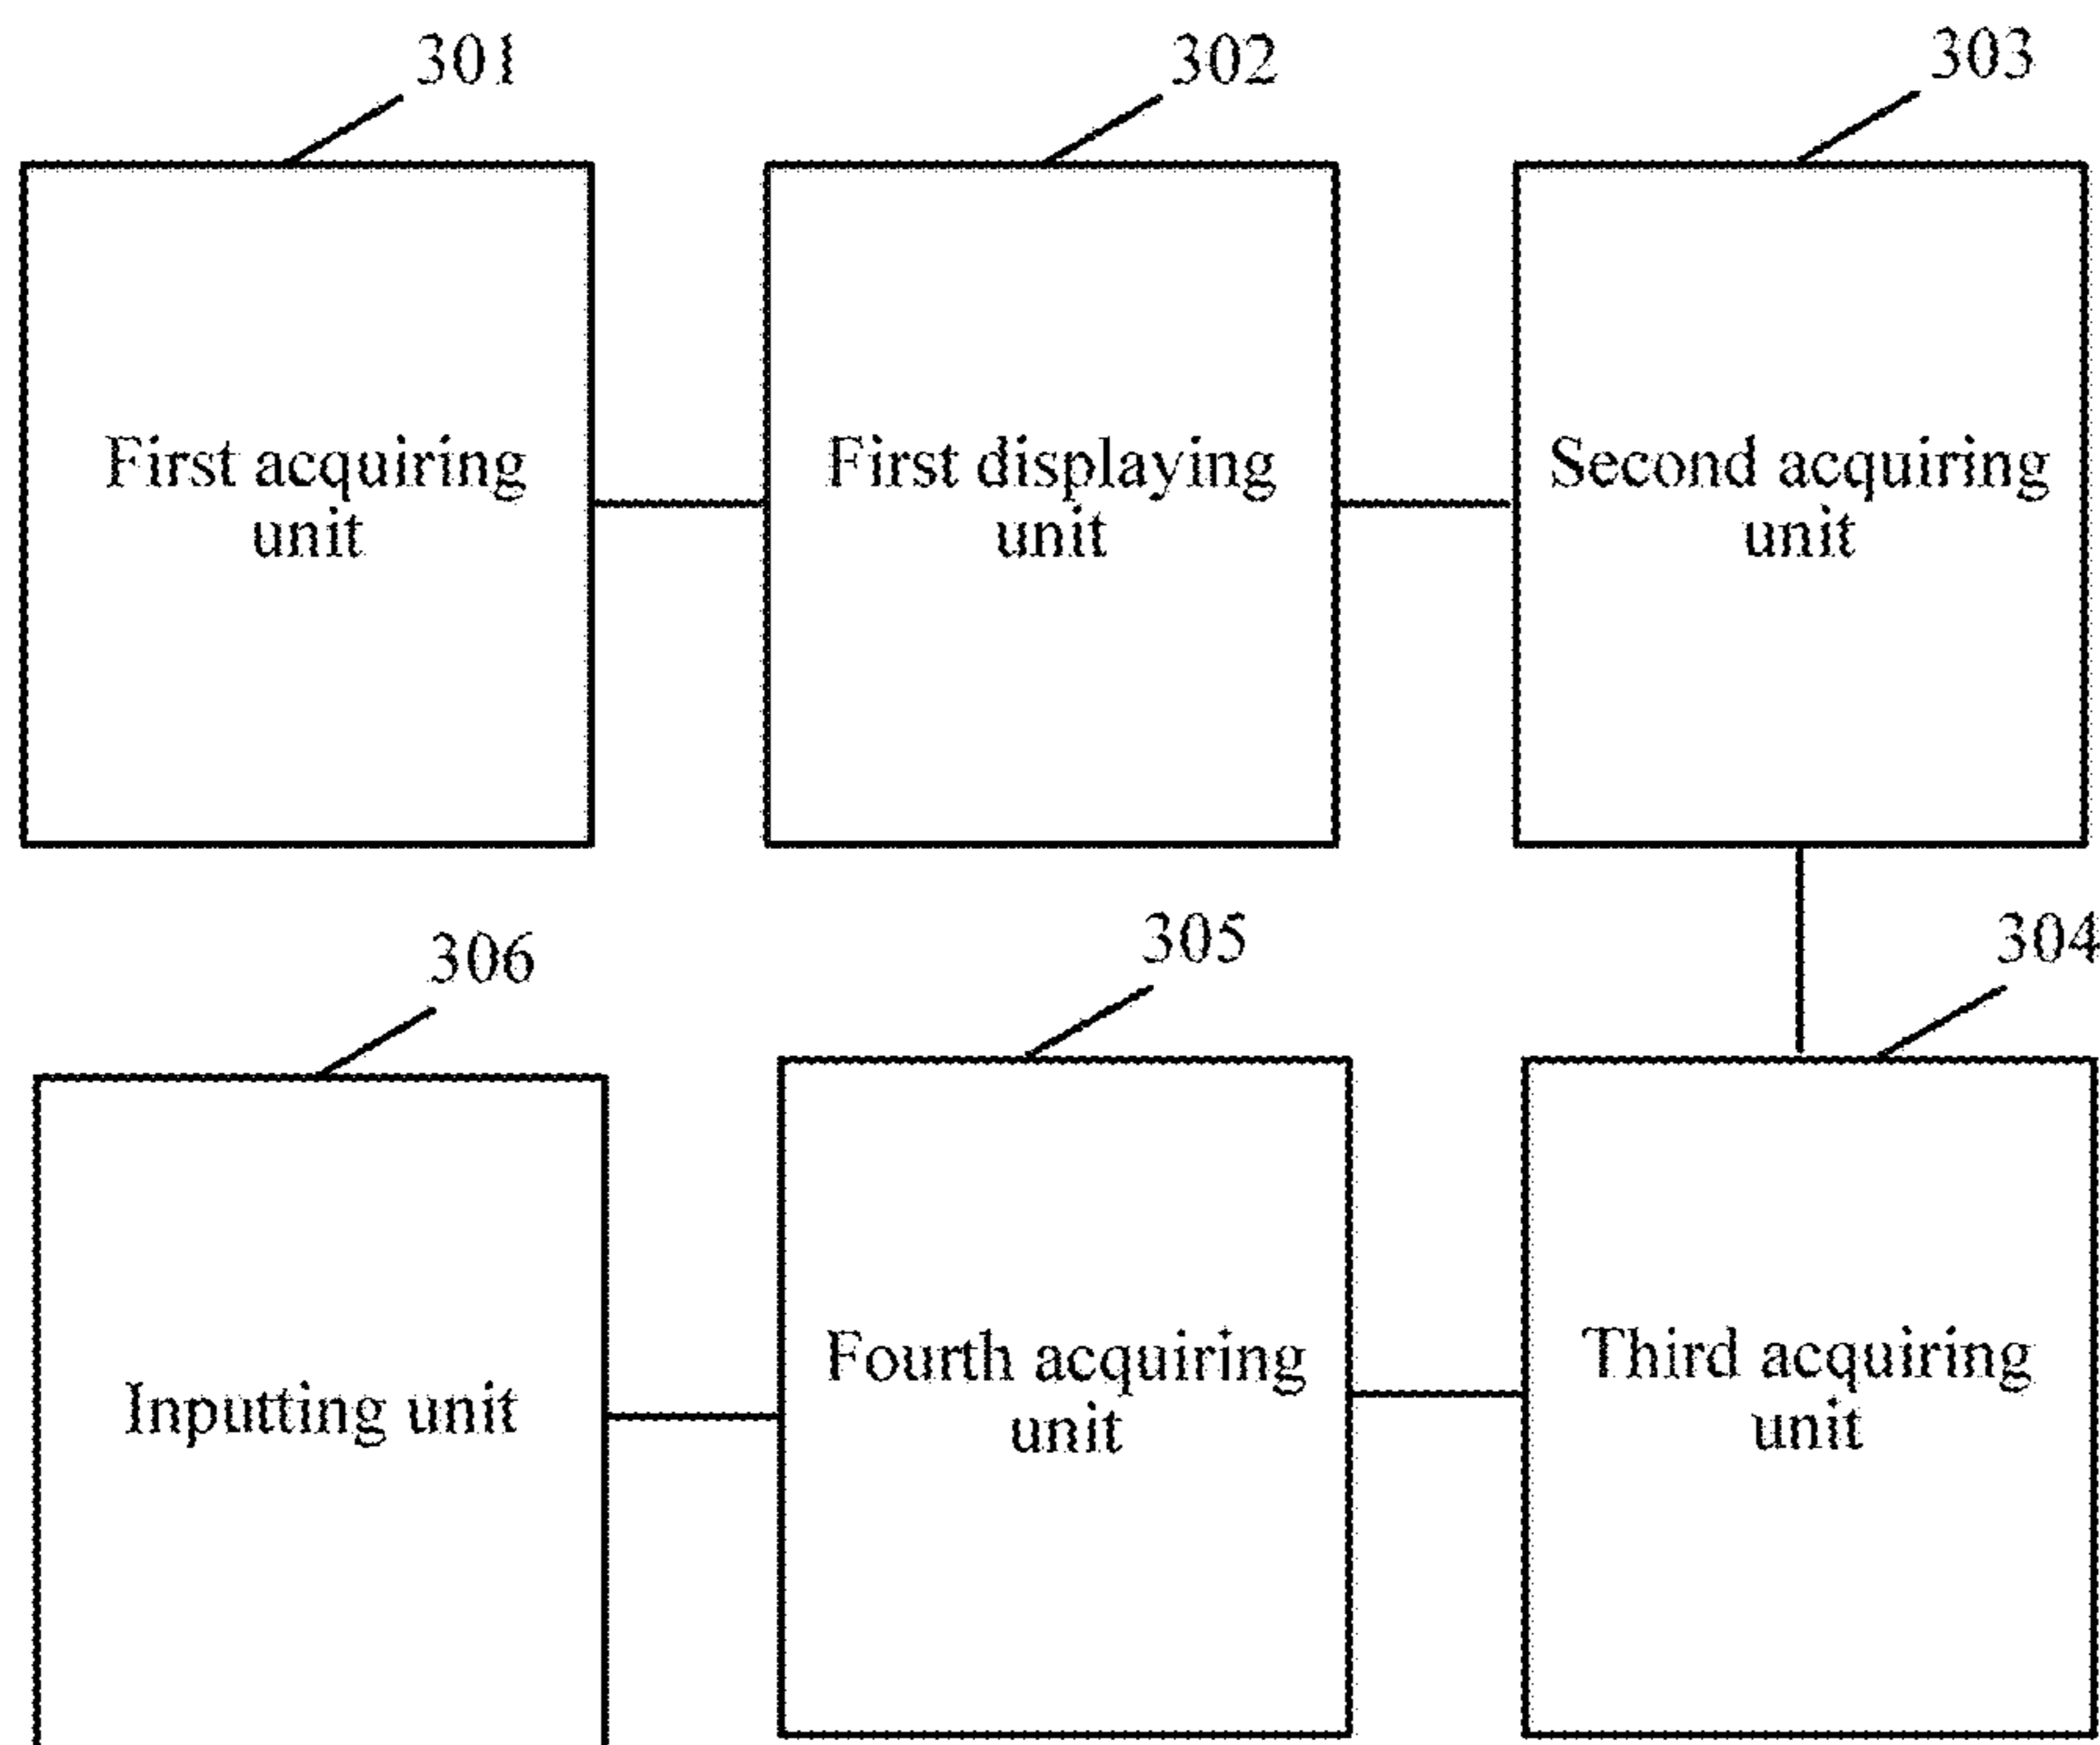 301
302
303
First acquiring
unit
First displaying
unit
Second acquiring
unit
306
305
304
Inputting unit
Fourth acquiring
unit
Third acquiring
unit